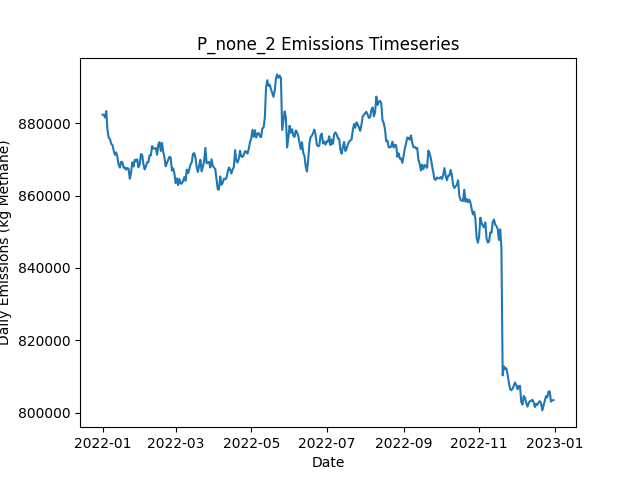 P_none_2 Emissions Timeseries
Daily Emissions (kg Methane)
880000
860000
840000
820000
800000
2022-01 2022-03 2022-05 2022-07 2022-09 2022-11 2023-01
Date